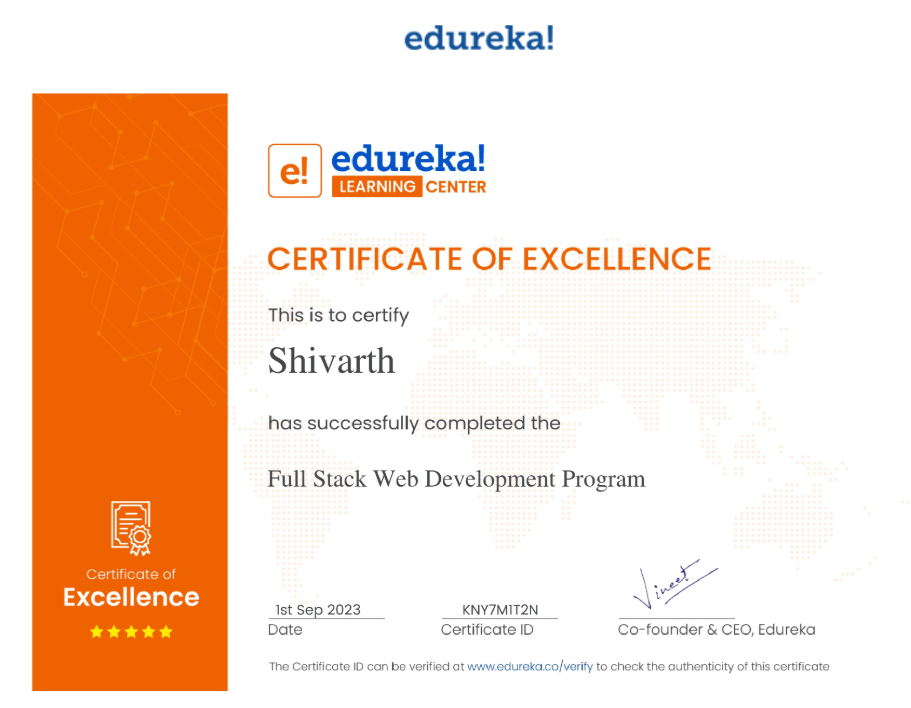 edureka!
e! edureka!
LEARNING CENTER
CERTIFICATE OF EXCELLENCE
This is to certify
Shivarth
has successfully completed the
Full Stack Web Development Program
Certificate of
Excellence
Vineet
1st Sep 2023 KNY7M1T2N
Date Certificate ID Co-founder & CEO, Edureka
The Certificate ID can be verified at www.edureka.co/verify to check the authenticity of this certificate